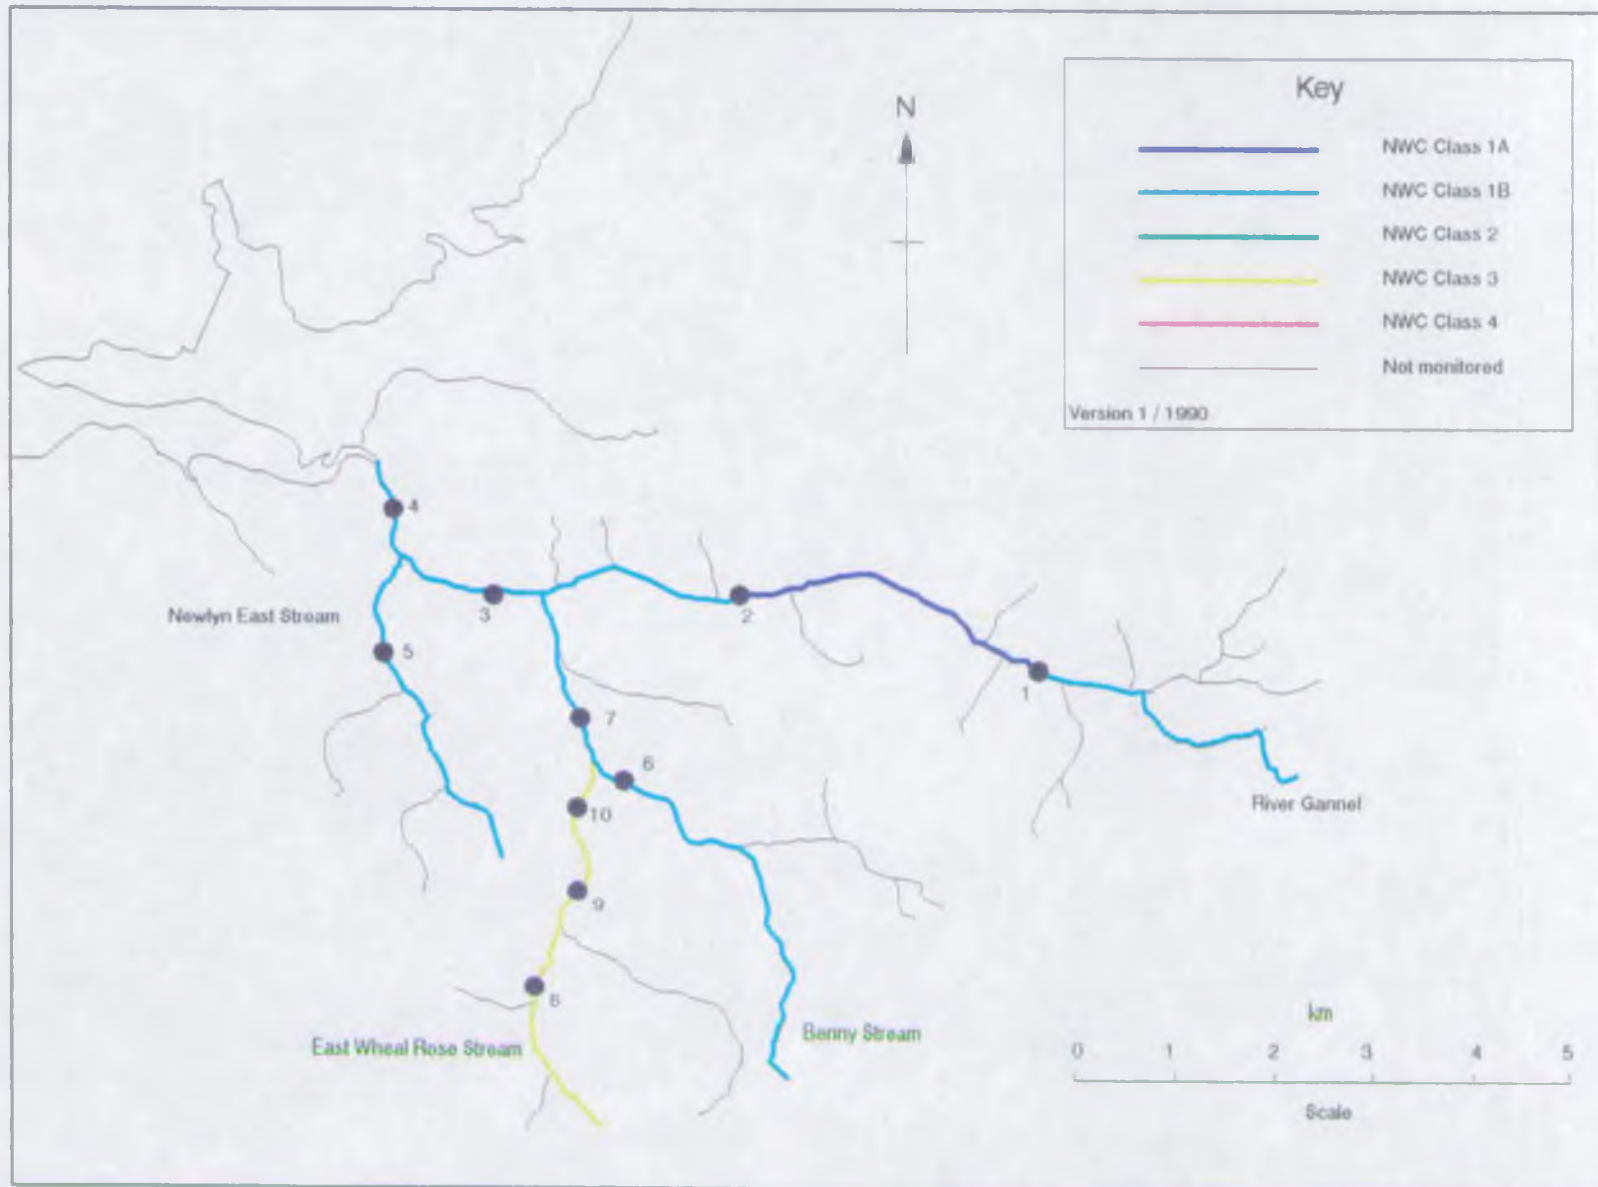 Key
N
NWC Class 1A
NWC Class 1B
NWC Class 2
NWC Class 3
NWC Class 4
Not monitored
Version 1 / 1990
4
3
2
Newlyn East Stream
5
1
7
6
10
River Gannel
9
6
km
East Wheal Rose Stream
Benny Stream
0 1 2 3 4 5
Scale